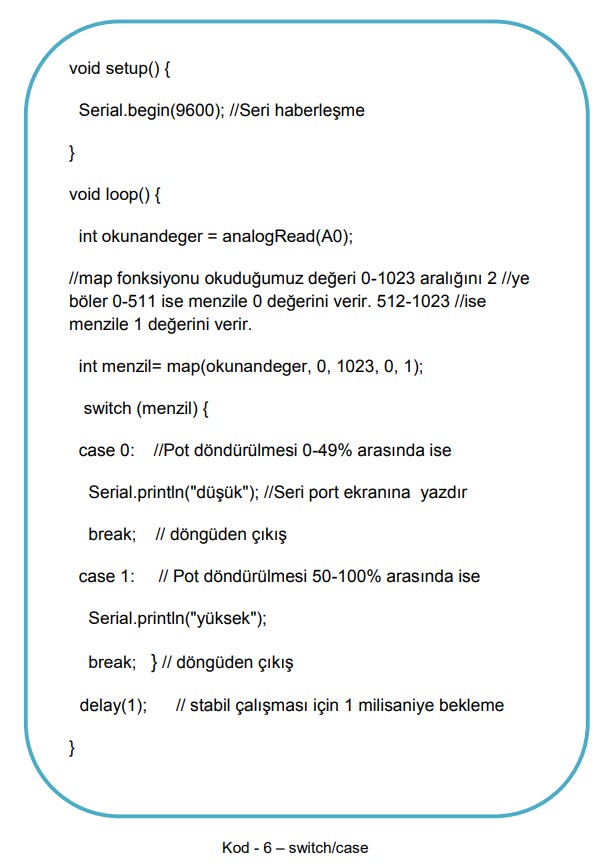 void setup() {
Serial.begin(9600); //Seri haberleşme
}
void loop() {
int okunandeger = analogRead(A0);
//map fonksiyonu okuduğumuz değeri 0-1023 aralığını 2 //ye
böler 0-511 ise menzile 0 değerini verir. 512-1023 //ise
menzile 1 değerini verir.
int menzil= map(okunandeger, 0, 1023, 0, 1);
switch (menzil) {
case 0: //Pot döndürülmesi 0-49% arasında ise
Serial.println("düşük"); //Seri port ekranına yazdır
break; // döngüden çıkış
case 1: // Pot döndürülmesi 50-100% arasında ise
Serial.println("yüksek");
break; } // döngüden çıkış
delay(1); // stabil çalışması için 1 milisaniye bekleme
}
Kod - 6 – switch/case